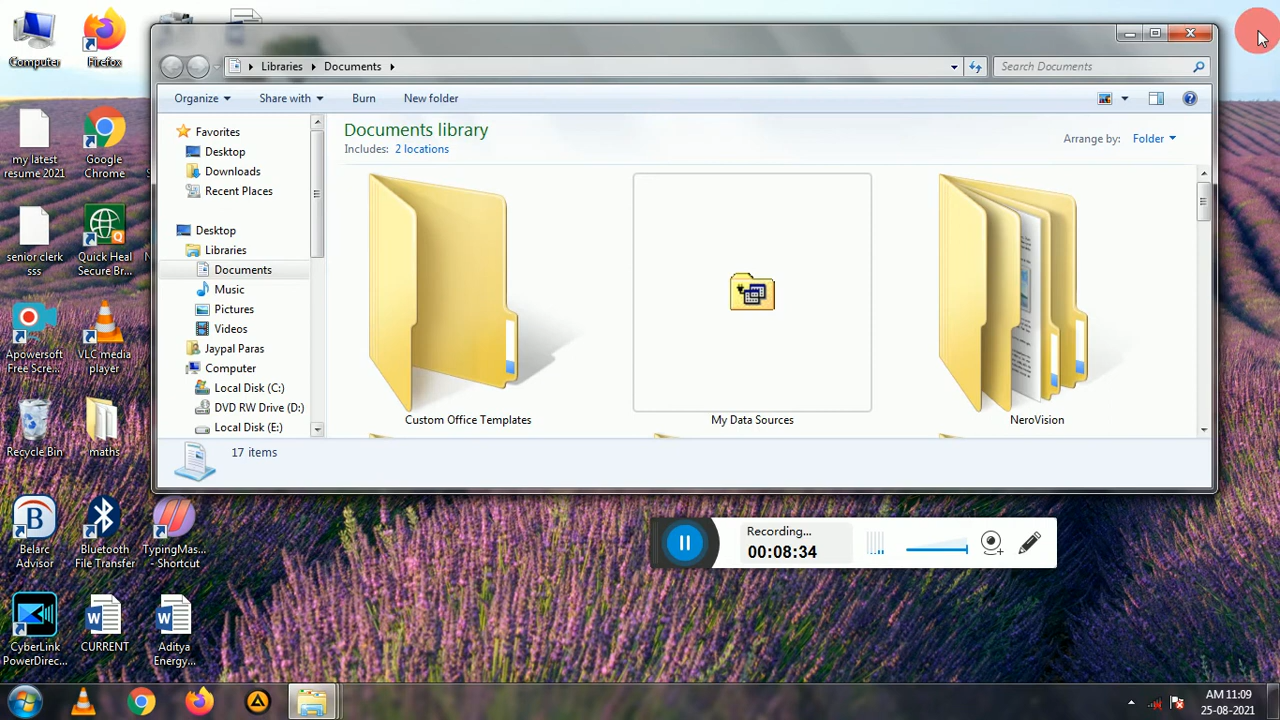 Computer
Firefox
my latest
resume 2021
Google
Chrome
senior clerk
sss
Quick Heal
Secure Br...
Apowersoft
Free Scre...
VLC media
player
Recycle Bin
maths
Belarc
Advisor
Bluetooth
File Transfer
TypingMas...
- Shortcut
CyberLink
PowerDirec...
CURRENT
Aditya
Energy...
Libraries
Documents
Search Documents
Organize
Share with
Burn
New folder
Favorites
Desktop
Downloads
Recent Places
Desktop
Libraries
Documents
Music
Pictures
Videos
Jaypal Paras
Computer
Local Disk (C:)
DVD RW Drive (D:)
Local Disk (E:)
Documents library
Includes: 2 locations
Arrange by: Folder
Custom Office Templates
My Data Sources
NeroVision
17 items
Recording...
00:08:34
AM 11:09
25-08-2021